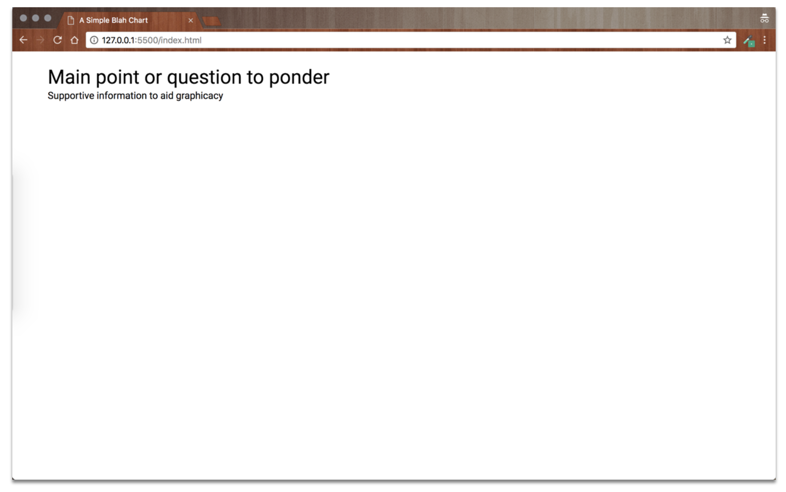 A Simple Blah Chart
127.0.0.1:5500/index.html
Main point or question to ponder
Supportive information to aid graphicacy